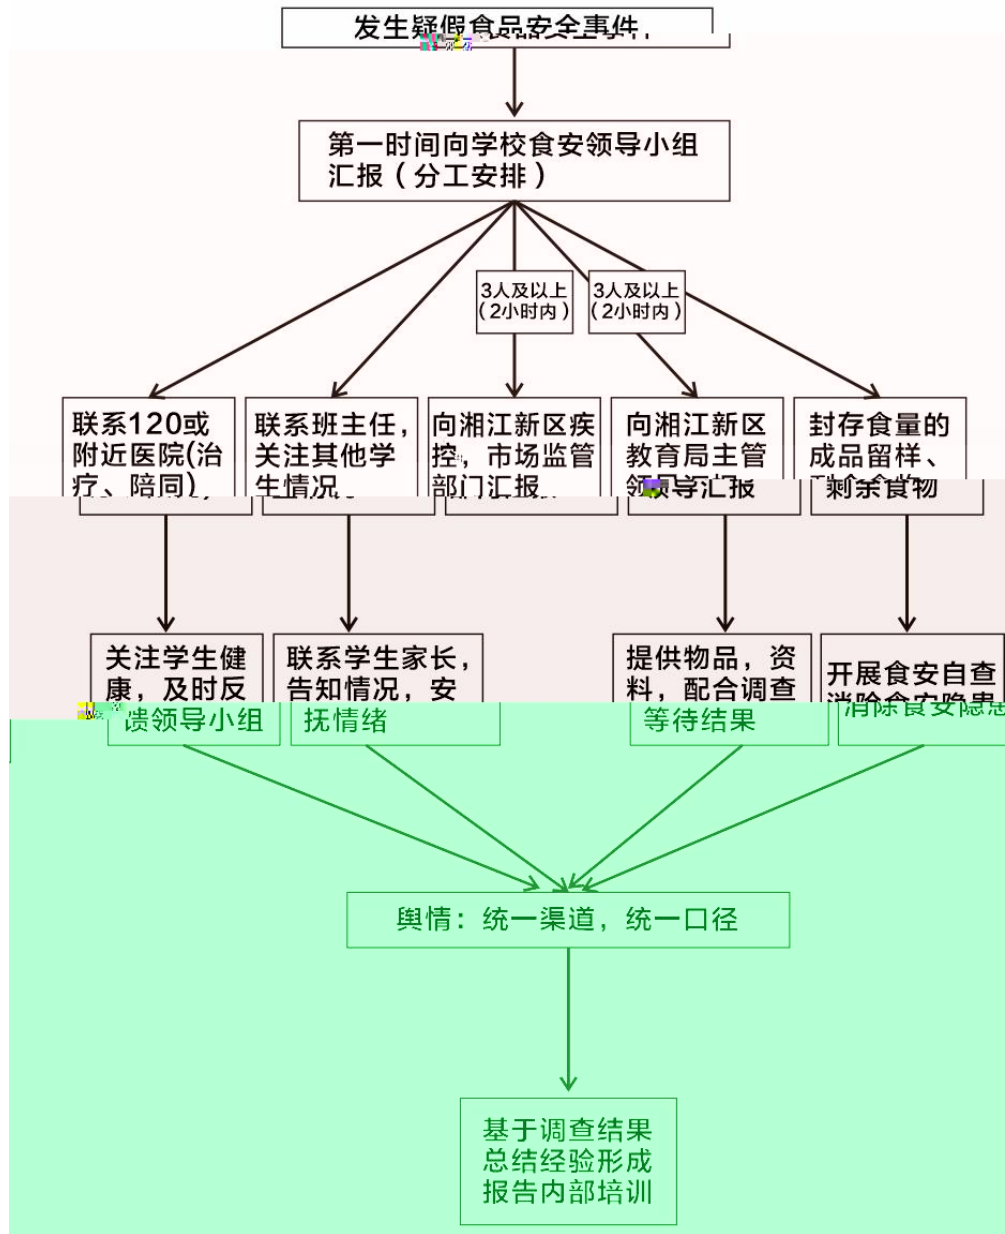 发生疑假食品安全事件
第一时间向学校食安领导小组
汇报（分工安排）
3人及以上
（2小时内）
3人及以上
（2小时内）
联系120或
附近医院(治
疗、陪同)
联系班主任，
关注其他学
生情况。
向湘江新区疾
控，市场监管
部门汇报
向湘江新区
教育局主管
领导汇报
封存食量的
成品留样、
剩余食物
关注学生健
康，及时反
馈领导小组
联系学生家长，
告知情况，安
抚情绪
提供物品，资
料，配合调查
等待结果
开展食安自查
消除食安隐患
舆情：统一渠道，统一口径
基于调查结果
总结经验形成
报告内部培训